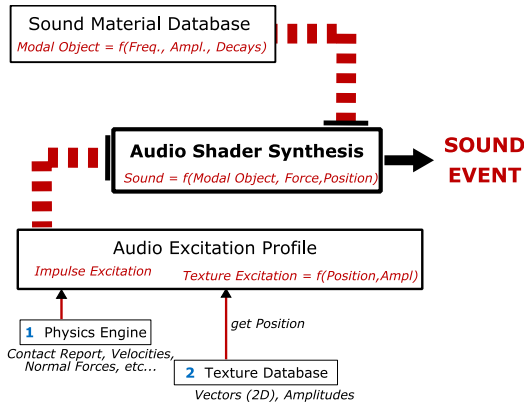 Sound Material Database
Modal Object = f(Freq., Ampl., Decays)
Audio Shader Synthesis
Sound = f(Modal Object, Force,Position)
SOUND
EVENT
Audio Excitation Profile
Impulse Excitation
Texture Excitation = f(Position,Ampl)
1 Physics Engine
get Position
Contact Report, Velocities,
Normal Forces, etc...
2 Texture Database
Vectors (2D), Amplitudes